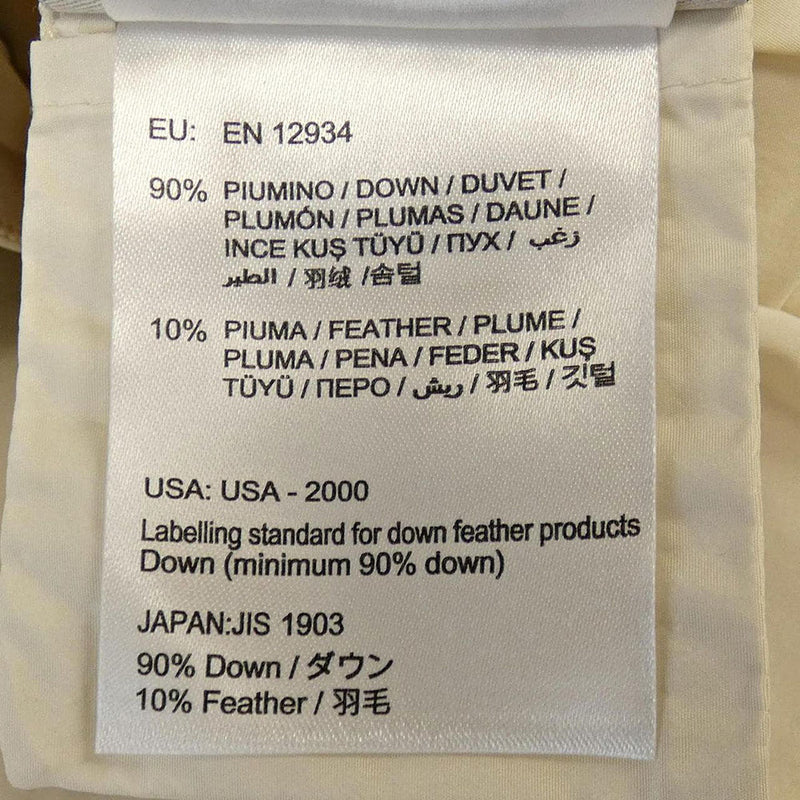 EU: EN 12934
90% PIUMINO / DOWN / DUVET /
PLUMÓN / PLUMAS / DAUNE /
INCE KUŞ TÜYÜ / ПУХ / زغب
الطير / 羽绒 /솜털
10% PIUMA / FEATHER / PLUME /
PLUMA / PENA / FEDER / KUŞ
TÜYÜ / ПЕРО / ريش / 羽毛 / 깃털
USA: USA - 2000
Labelling standard for down feather products
Down (minimum 90% down)
JAPAN:JIS 1903
90% Down / ダウン
10% Feather / 羽毛